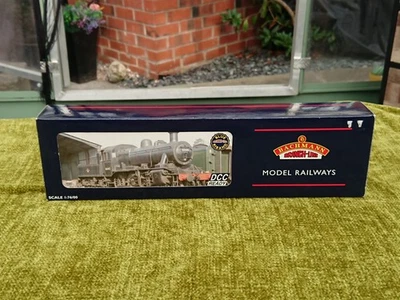 DCC
READY
SCALE 1:76/00
BACHMANN
BRANCH-LINE
MODEL RAILWAYS